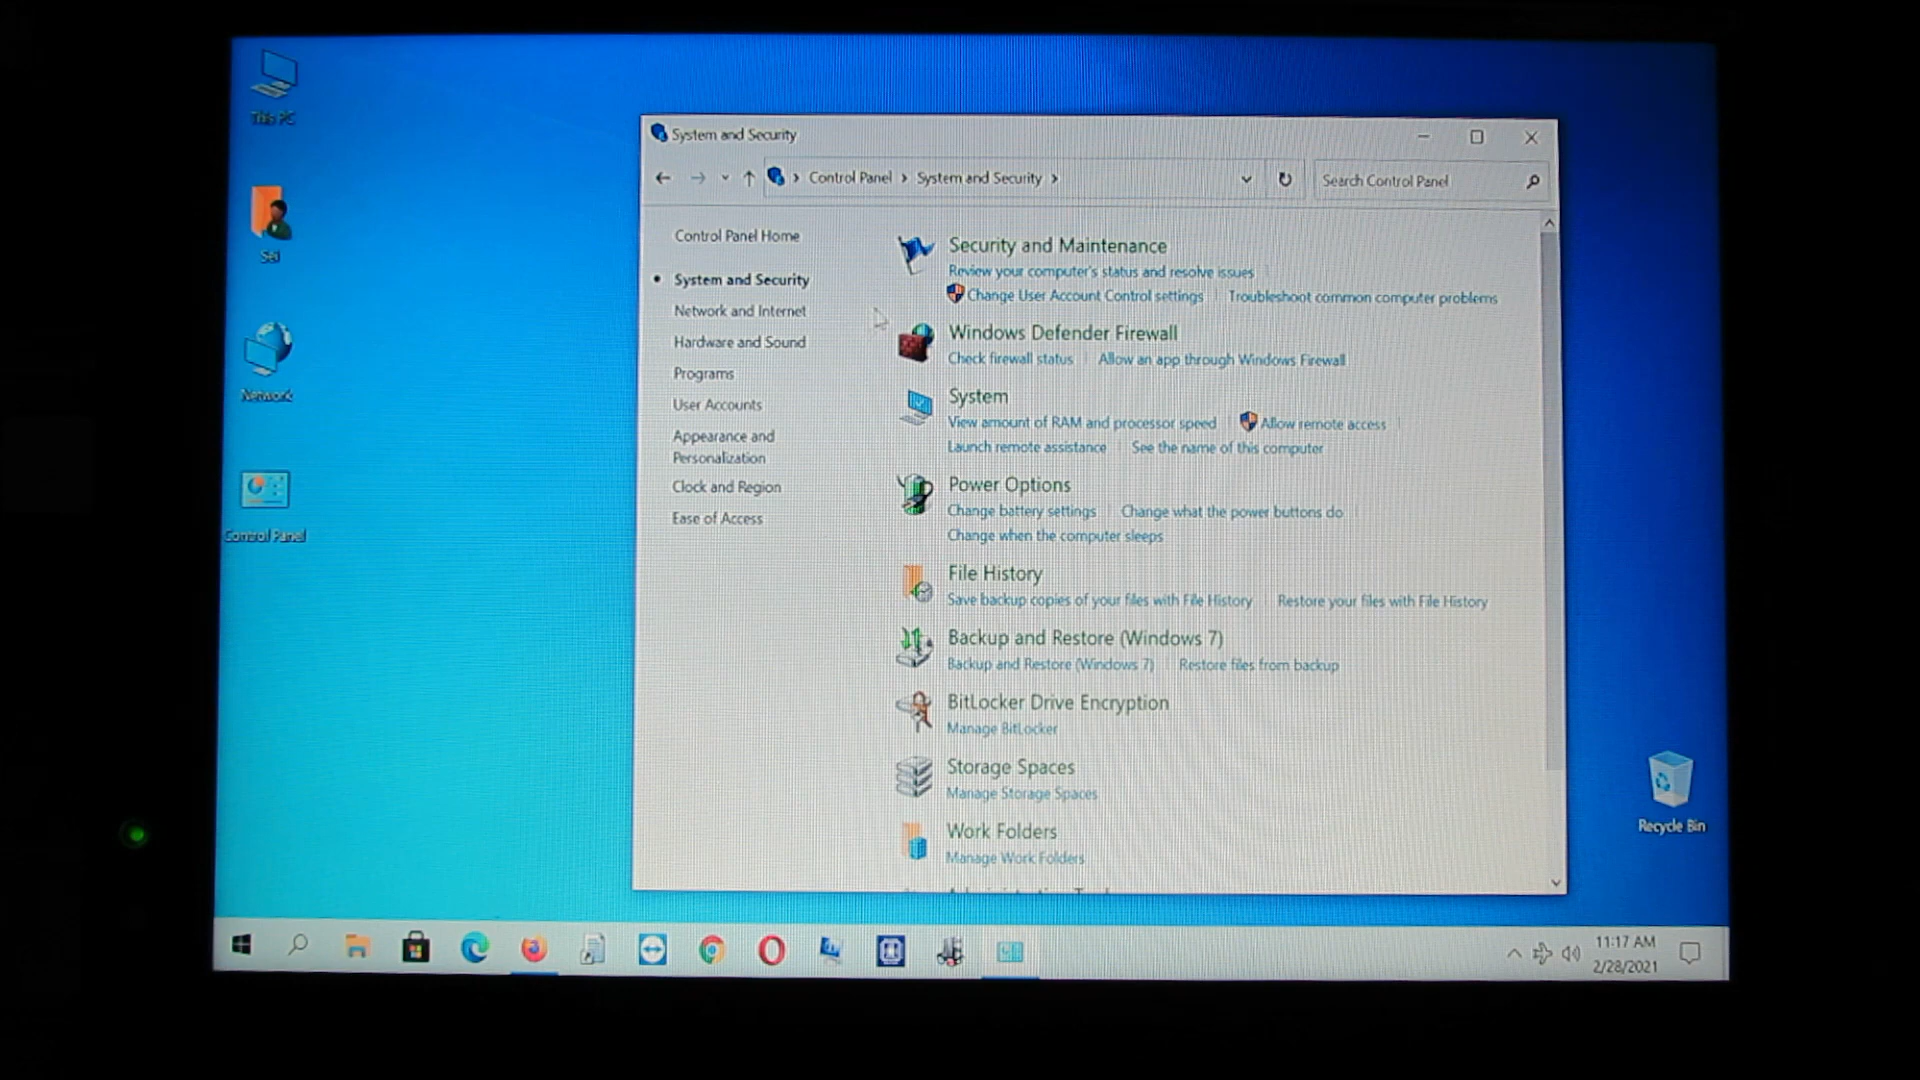 This PC
Sel
Network
Control Panel
System and Security
Control Panel > System and Security >
Search Control Panel
Control Panel Home
System and Security
Network and Internet
Hardware and Sound
Programs
User Accounts
Appearance and
Personalization
Clock and Region
Ease of Access
Security and Maintenance
Review your computer's status and resolve issues
Change User Account Control settings
Troubleshoot common computer problems
Windows Defender Firewall
Check firewall status
Allow an app through Windows Firewall
System
View amount of RAM and processor speed
Allow remote access
Launch remote assistance
See the name of this computer
Power Options
Change battery settings
Change what the power buttons do
Change when the computer sleeps
File History
Save backup copies of your files with File History
Restore your files with File History
Backup and Restore (Windows 7)
Backup and Restore (Windows 7)
Restore files from backup
BitLocker Drive Encryption
Manage BitLocker
Storage Spaces
Manage Storage Spaces
Work Folders
Manage Work Folders
Recycle Bin
11:17 AM
2/28/2021